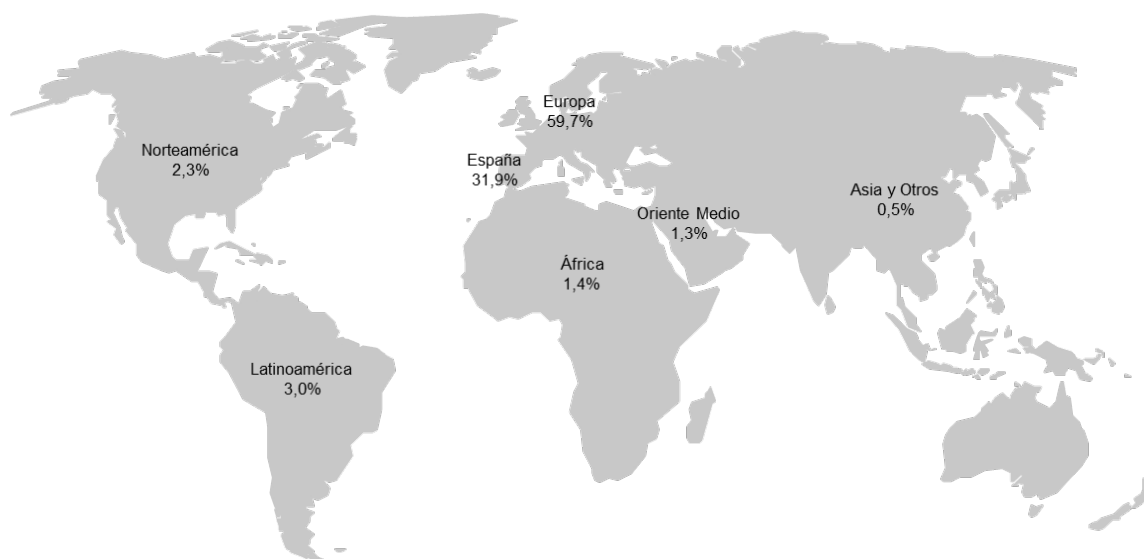 Europa
59,7%
Norteamérica
2,3%
España
31,9%
Asia y Otros
0,5%
Oriente Medio
1,3%
África
1,4%
Latinoamérica
3,0%